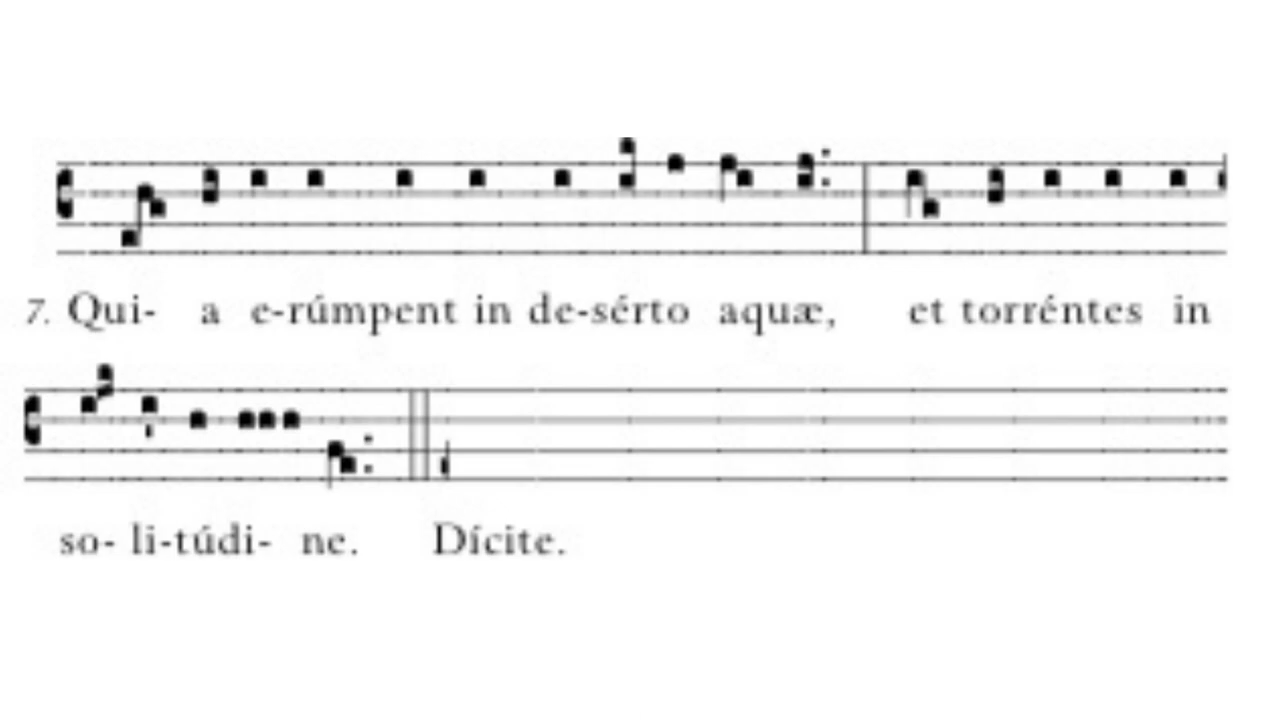 7. Qui- a e-rúmpent in de-sérto aquæ, et torréntes in
so- li-túdi- ne. Dícite.